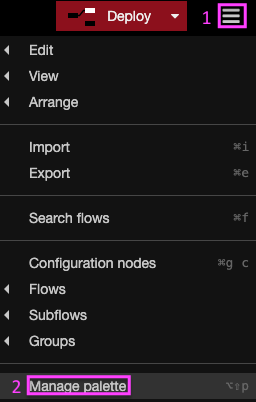 Deploy 1
Edit
View
Arrange
Import ⌘i
Export ⌘e
Search flows ⌘f
Configuration nodes ⌘g c
Flows
Subflows
Groups
2 Manage palette ⌥⇧p